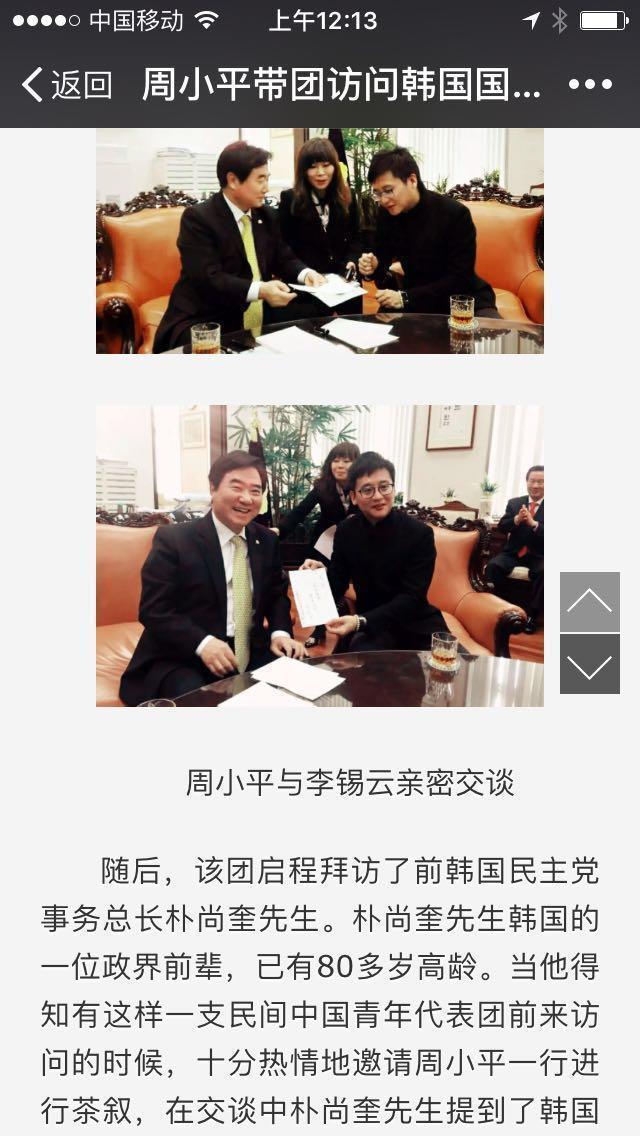 中国移动 上午12:13
返回 周小平带团访问韩国国...
周小平与李锡云亲密交谈
随后，该团启程拜访了前韩国民主党
事务总长朴尚奎先生。朴尚奎先生韩国的
一位政界前辈，已有80多岁高龄。当他得
知有这样一支民间中国青年代表团前来访
问的时候，十分热情地邀请周小平一行进
行茶叙，在交谈中朴尚奎先生提到了韩国